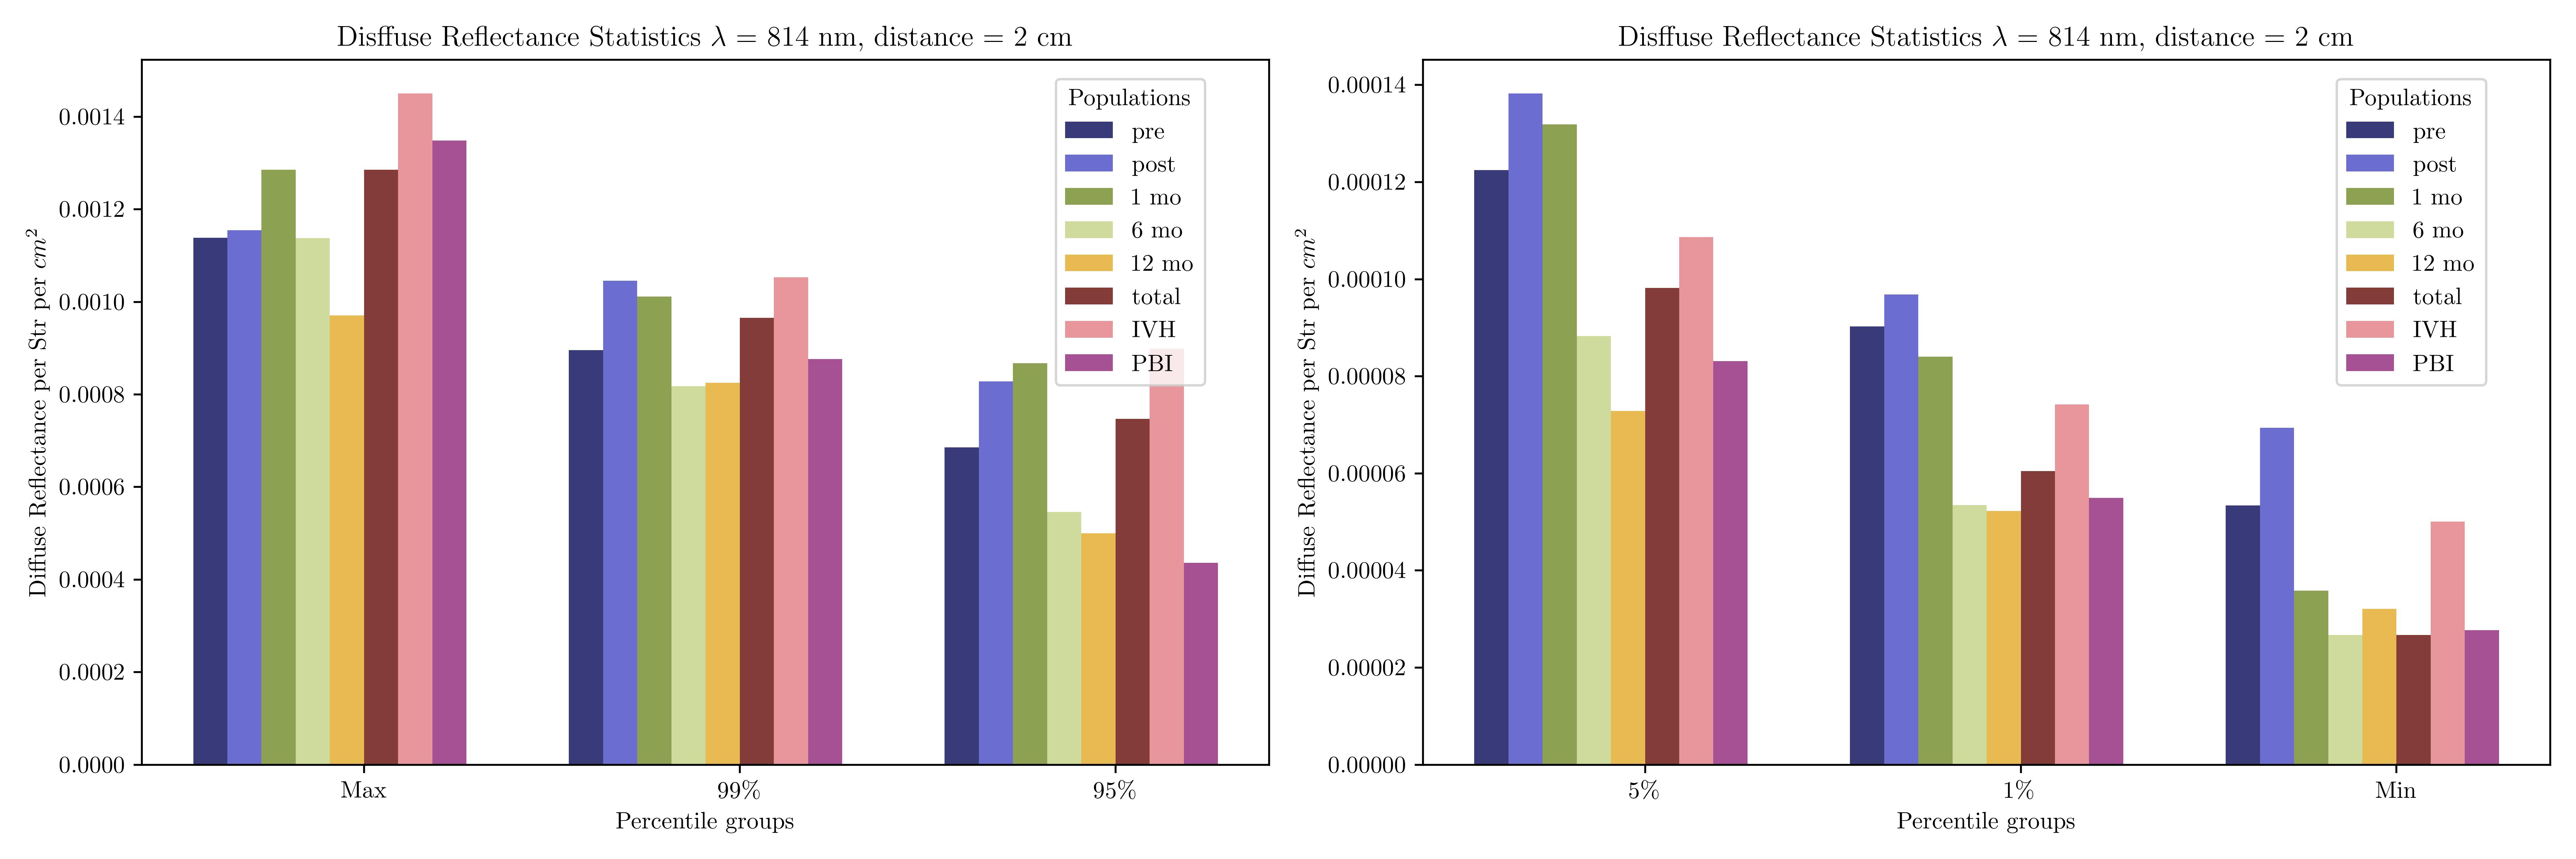 Disffuse Reflectance Statistics λ = 814 nm, distance = 2 cm
Diffuse Reflectance per Str per cm²
0.0014
0.0012
0.0010
0.0008
0.0006
0.0004
0.0002
0.0000
Populations
pre
post
1 mo
6 mo
12 mo
total
IVH
PBI
Max 99% 95%
Percentile groups
Disffuse Reflectance Statistics λ = 814 nm, distance = 2 cm
Diffuse Reflectance per Str per cm²
0.00014
0.00012
0.00010
0.00008
0.00006
0.00004
0.00002
0.00000
Populations
pre
post
1 mo
6 mo
12 mo
total
IVH
PBI
5% 1% Min
Percentile groups